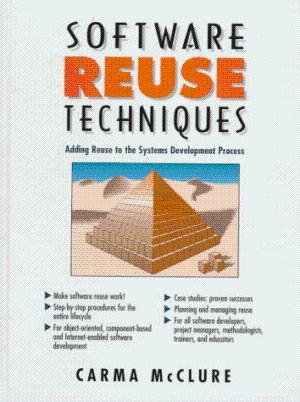 SOFTWARE
REUSE
TECHNIQUES
Adding Reuse to the Systems Development Process
Make software reuse work!
Step-by-step procedures for the
entire lifecycle
For object-oriented, component-based
and Internet-enabled software
development
Case studies: proven successes
Planning and managing reuse
For all software developers,
project managers, methodologists,
trainers, and educators
CARMA McCLURE